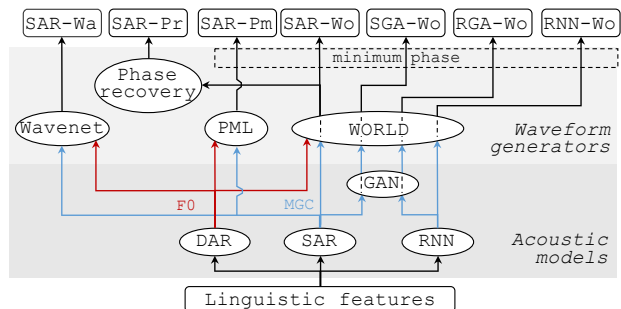 SAR-Wa SAR-Pr SAR-Pm SAR-Wo SGA-Wo RGA-Wo RNN-Wo
minimum phase
Phase
recovery
Wavenet PML WORLD
Waveform
generators
GAN
F0 MGC
DAR SAR RNN
Acoustic
models
Linguistic features